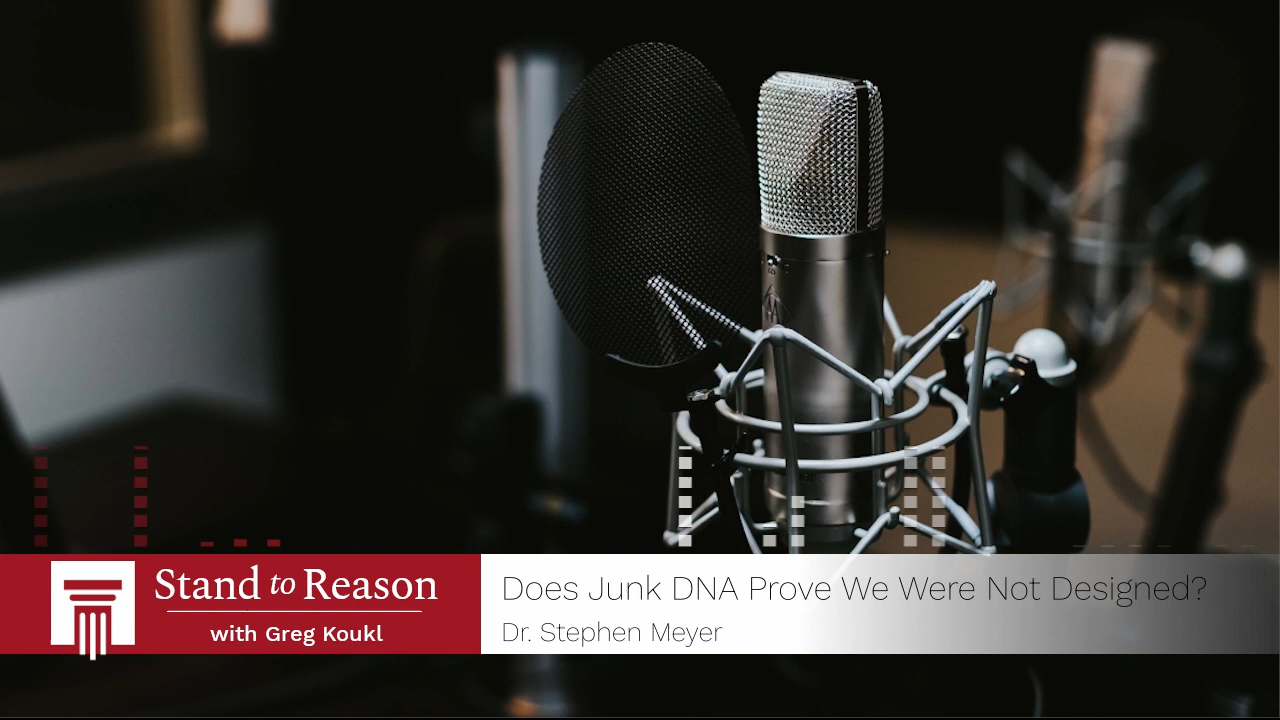 Stand to Reason
with Greg Koukl
Does Junk DNA Prove We Were Not Designed?
Dr. Stephen Meyer